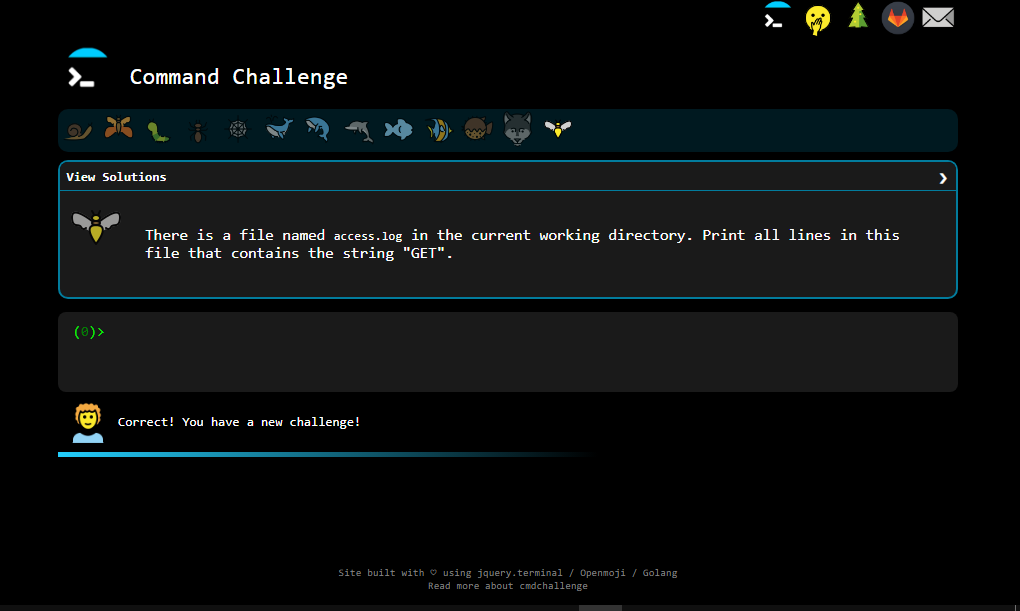 Command Challenge
View Solutions
There is a file named access.log in the current working directory. Print all lines in this
file that contains the string "GET".
(0)>
Correct! You have a new challenge!
Site built with ♡ using jquery.terminal / Openmoji / Golang
Read more about cmdchallenge